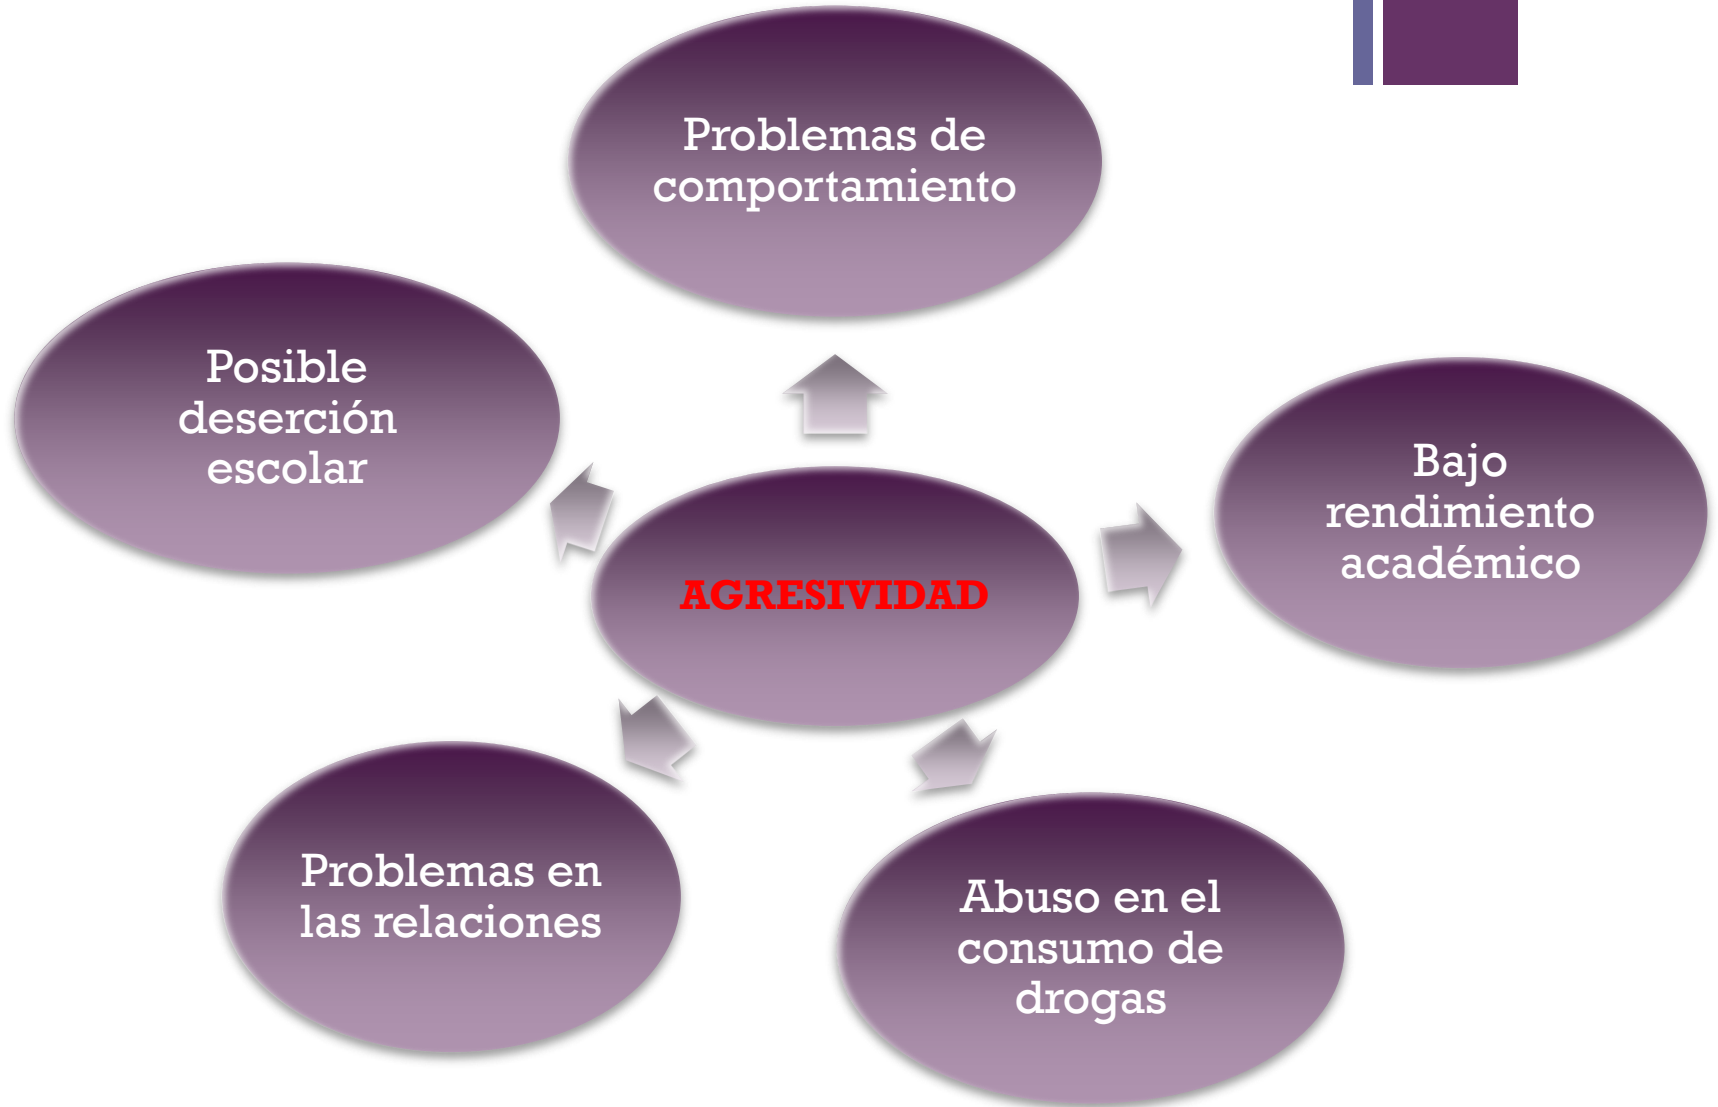 Problemas de
comportamiento
Posible
deserción
escolar
Bajo
rendimiento
académico
AGRESIVIDAD
Problemas en
las relaciones
Abuso en el
consumo de
drogas